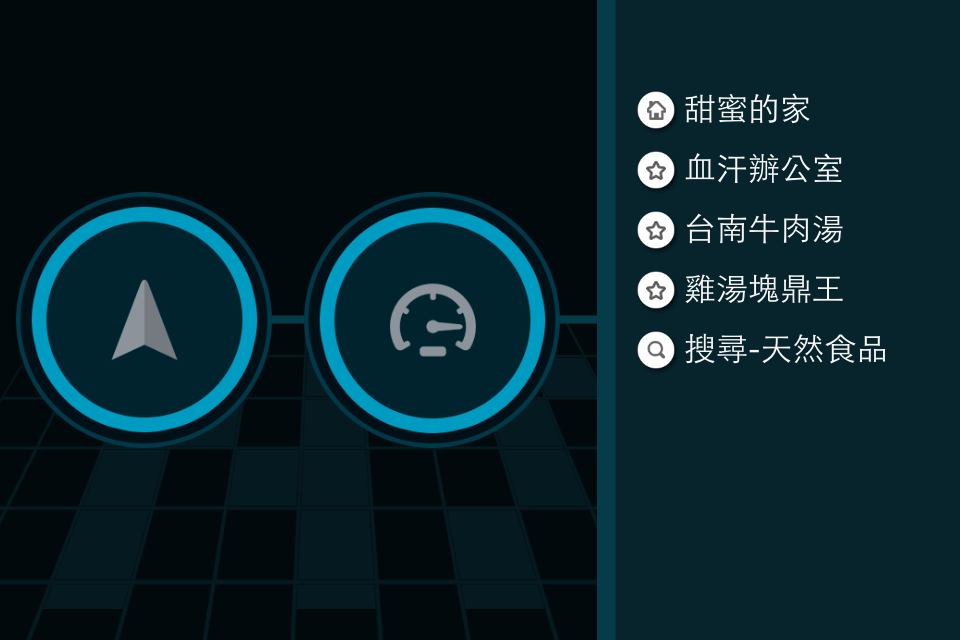 甜蜜的家
血汗辦公室
台南牛肉湯
雞湯塊鼎王
搜尋-天然食品